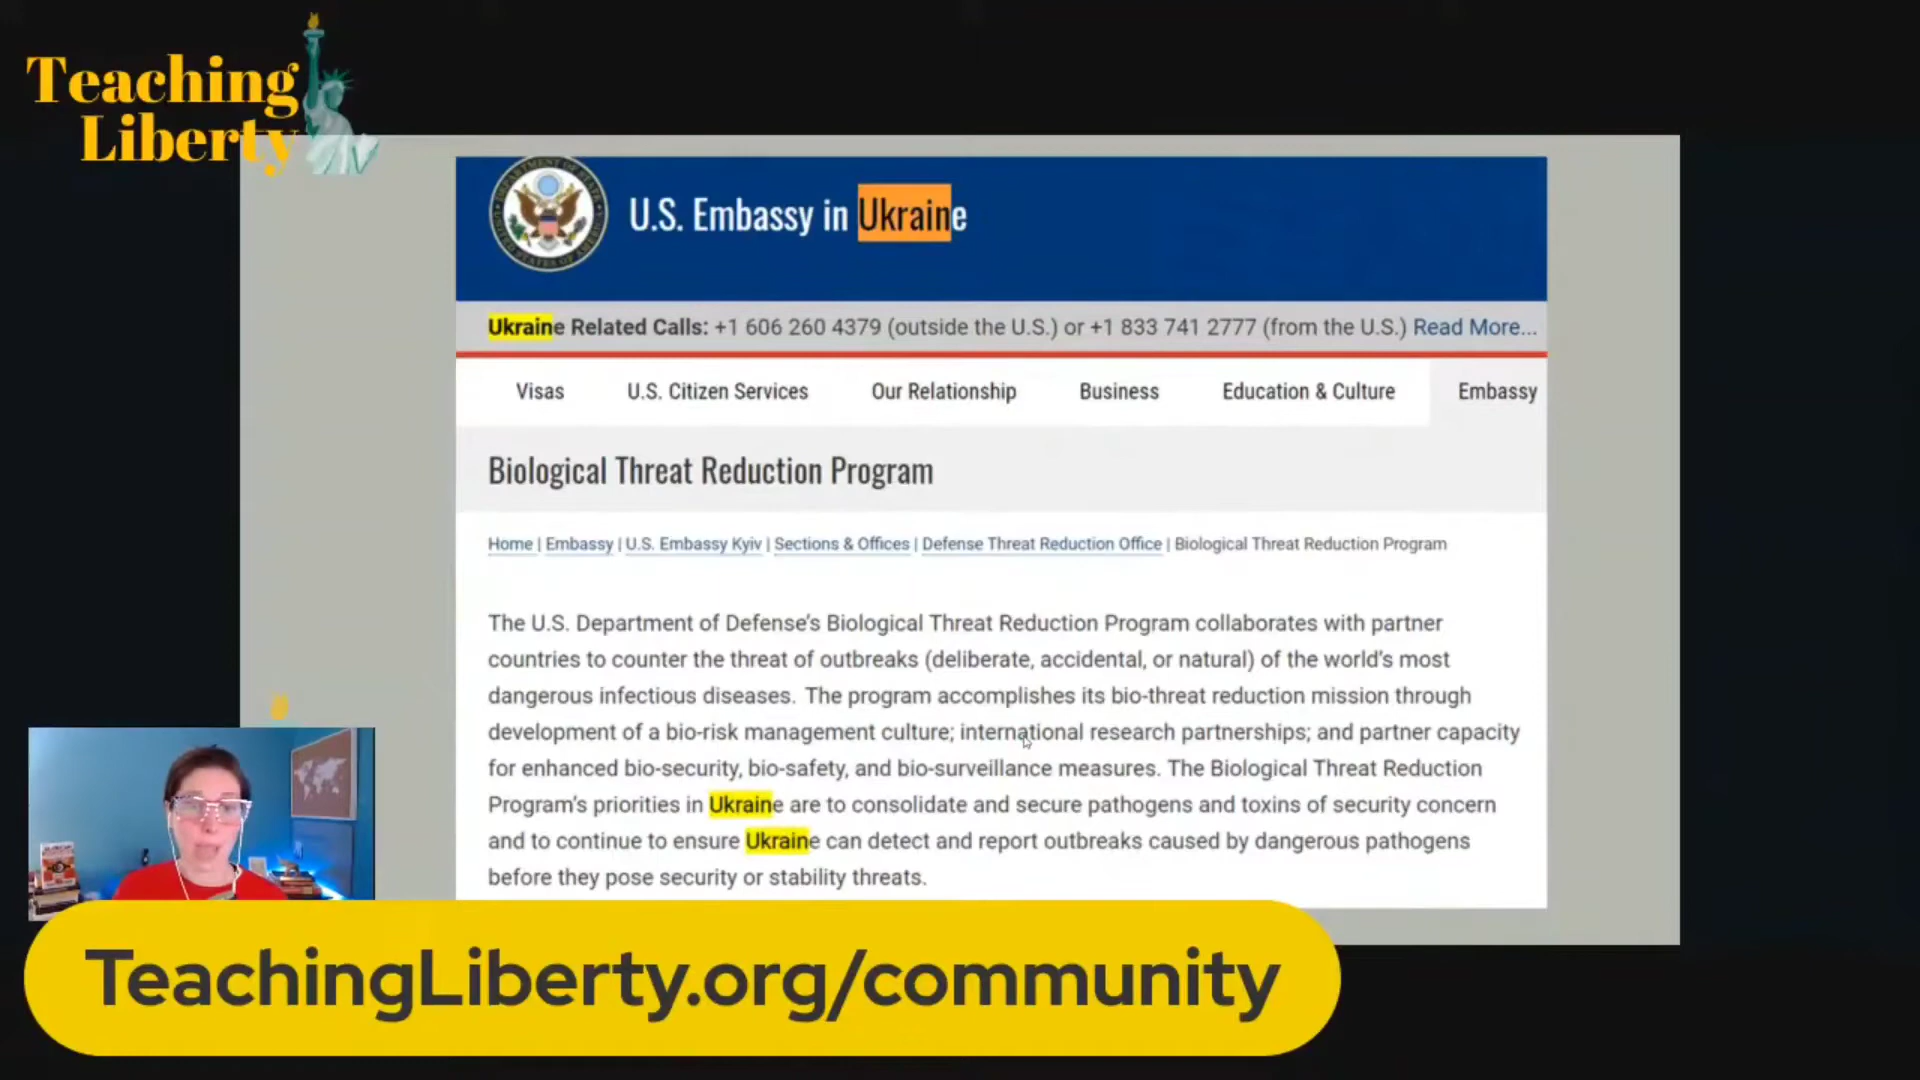 Teaching
Liberty
U.S. Embassy in Ukraine
Ukraine Related Calls: +1 606 260 4379 (outside the U.S.) or +1 833 741 2777 (from the U.S.) Read More...
Visas U.S. Citizen Services Our Relationship Business Education & Culture Embassy
Biological Threat Reduction Program
Home | Embassy | U.S. Embassy Kyiv | Sections & Offices | Defense Threat Reduction Office | Biological Threat Reduction Program
The U.S. Department of Defense's Biological Threat Reduction Program collaborates with partner
countries to counter the threat of outbreaks (deliberate, accidental, or natural) of the world's most
dangerous infectious diseases. The program accomplishes its bio-threat reduction mission through
development of a bio-risk management culture; international research partnerships; and partner capacity
for enhanced bio-security, bio-safety, and bio-surveillance measures. The Biological Threat Reduction
Program's priorities in Ukraine are to consolidate and secure pathogens and toxins of security concern
and to continue to ensure Ukraine can detect and report outbreaks caused by dangerous pathogens
before they pose security or stability threats.
TeachingLiberty.org/community